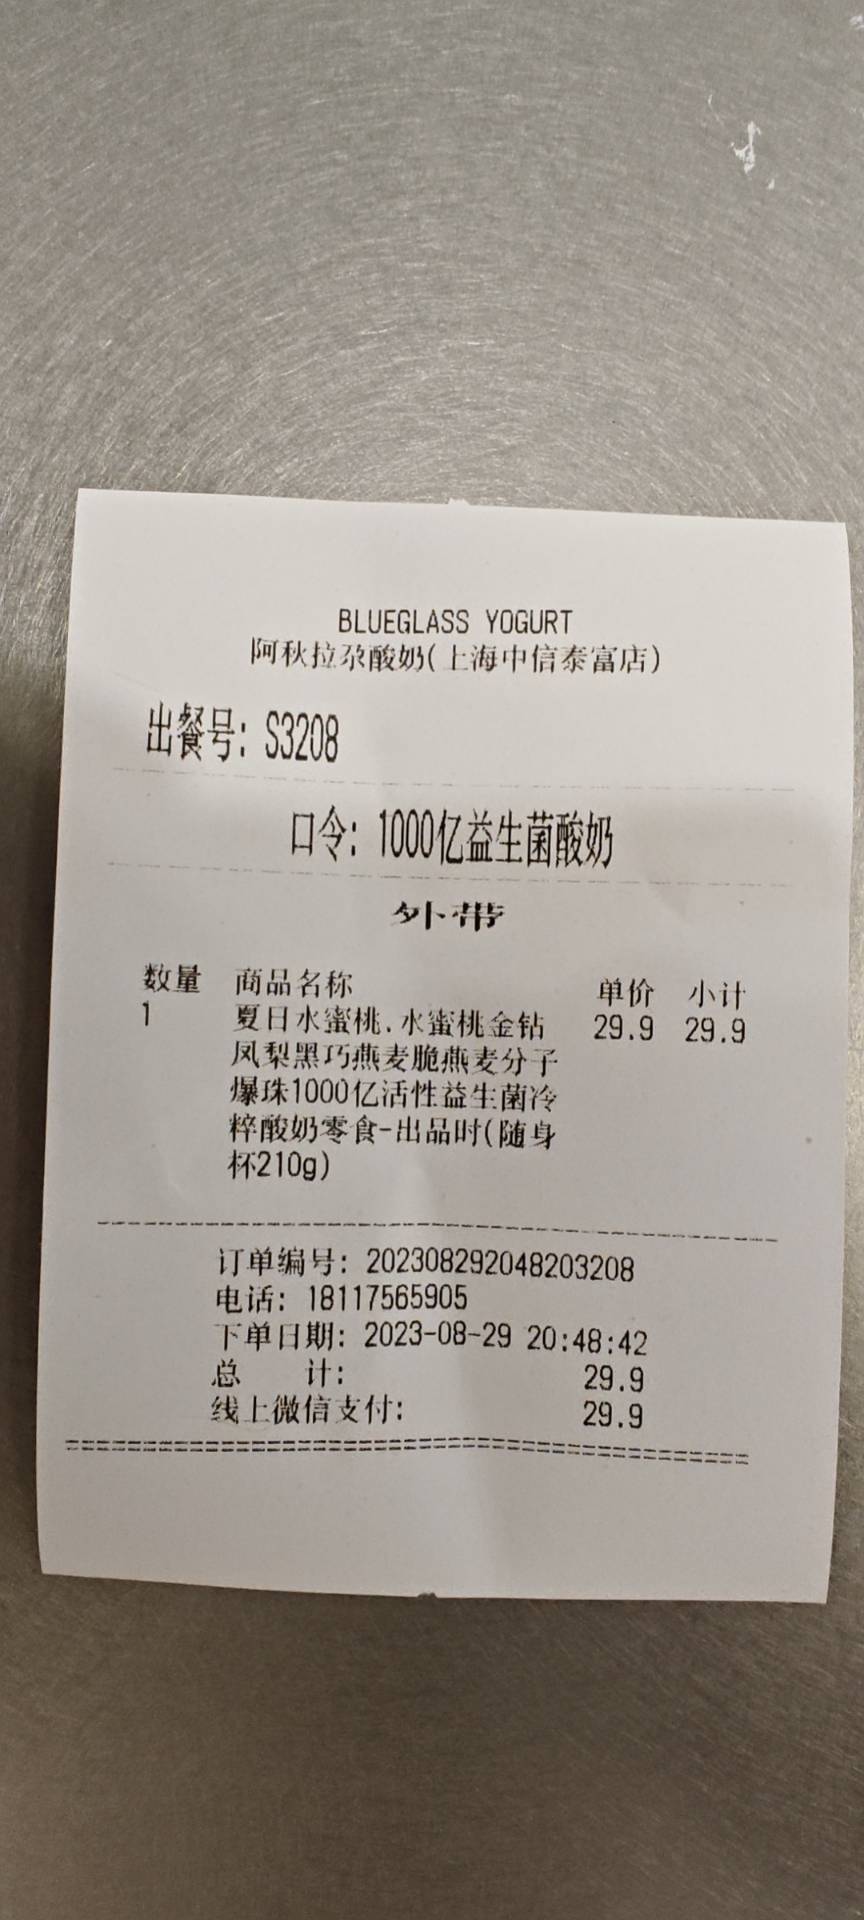 BLUEGLASS YOGURT
阿秋拉尕酸奶(上海中信泰富店)
出餐号: S3208
口令: 1000亿益生菌酸奶
外带
数量 商品名称 单价 小计
1 夏日水蜜桃.水蜜桃金钻 29.9 29.9
凤梨黑巧燕麦脆燕麦分子
爆珠1000亿活性益生菌冷
粹酸奶零食-出品时(随身
杯210g)
订单编号: 202308292048203208
电话: 18117565905
下单日期: 2023-08-29 20:48:42
总 计: 29.9
线上微信支付: 29.9